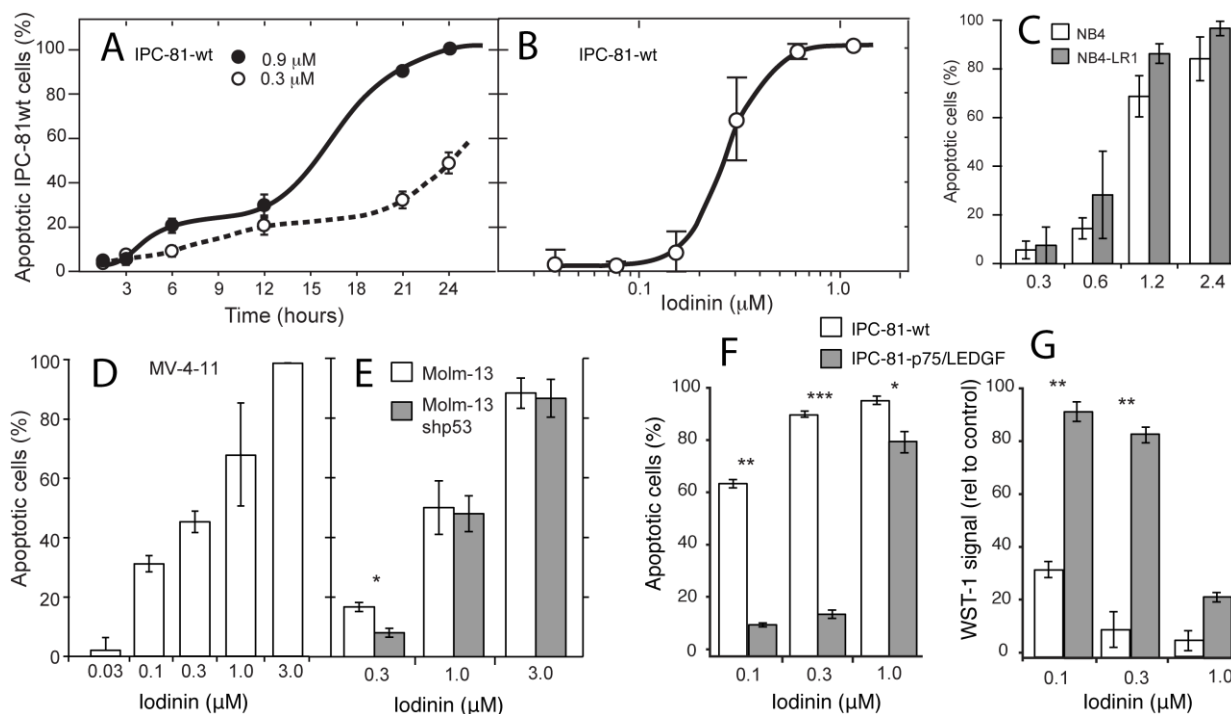 A
IPC-81-wt
0.9 μM
0.3 μM
Apoptotic IPC-81wt cells (%)
100
80
60
40
20
0
3 6 9 12 15 18 21 24
Time (hours)
B
IPC-81-wt
0.1 1.0
Iodinin (μM)
C
NB4
NB4-LR1
Apoptotic cells (%)
100
80
60
40
20
0
0.3 0.6 1.2 2.4
D
MV-4-11
Apoptotic cells (%)
100
80
60
40
20
0
0.03 0.1 0.3 1.0 3.0
Iodinin (μM)
E
Molm-13
Molm-13
shp53
*
0.3 1.0 3.0
Iodinin (μM)
IPC-81-wt
IPC-81-p75/LEDGF
F
Apoptotic cells (%)
100
80
60
40
20
0
** *** *
0.1 0.3 1.0
Iodinin (μM)
G
WST-1 signal (rel to control)
100
80
60
40
20
0
** **
0.1 0.3 1.0
Iodinin (μM)